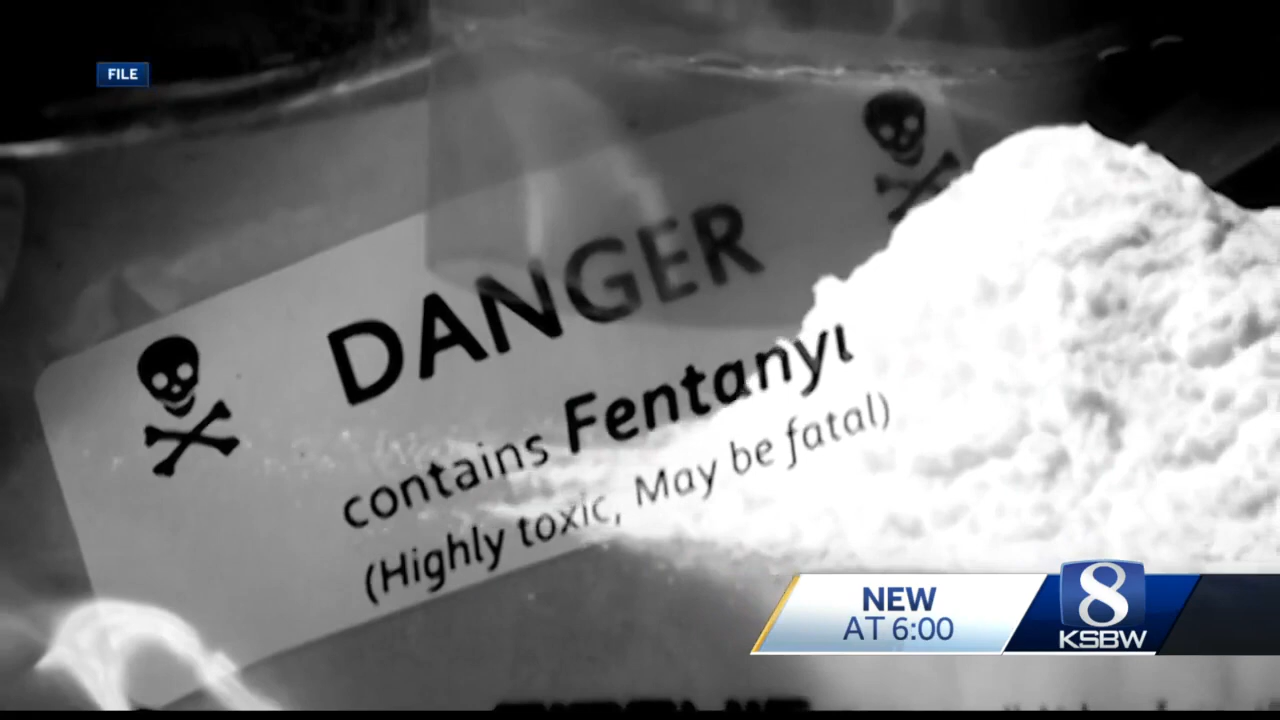 FILE
DANGER
contains Fentanyl
(Highly toxic, May be fatal)
NEW
AT 6:00
8
KSBW